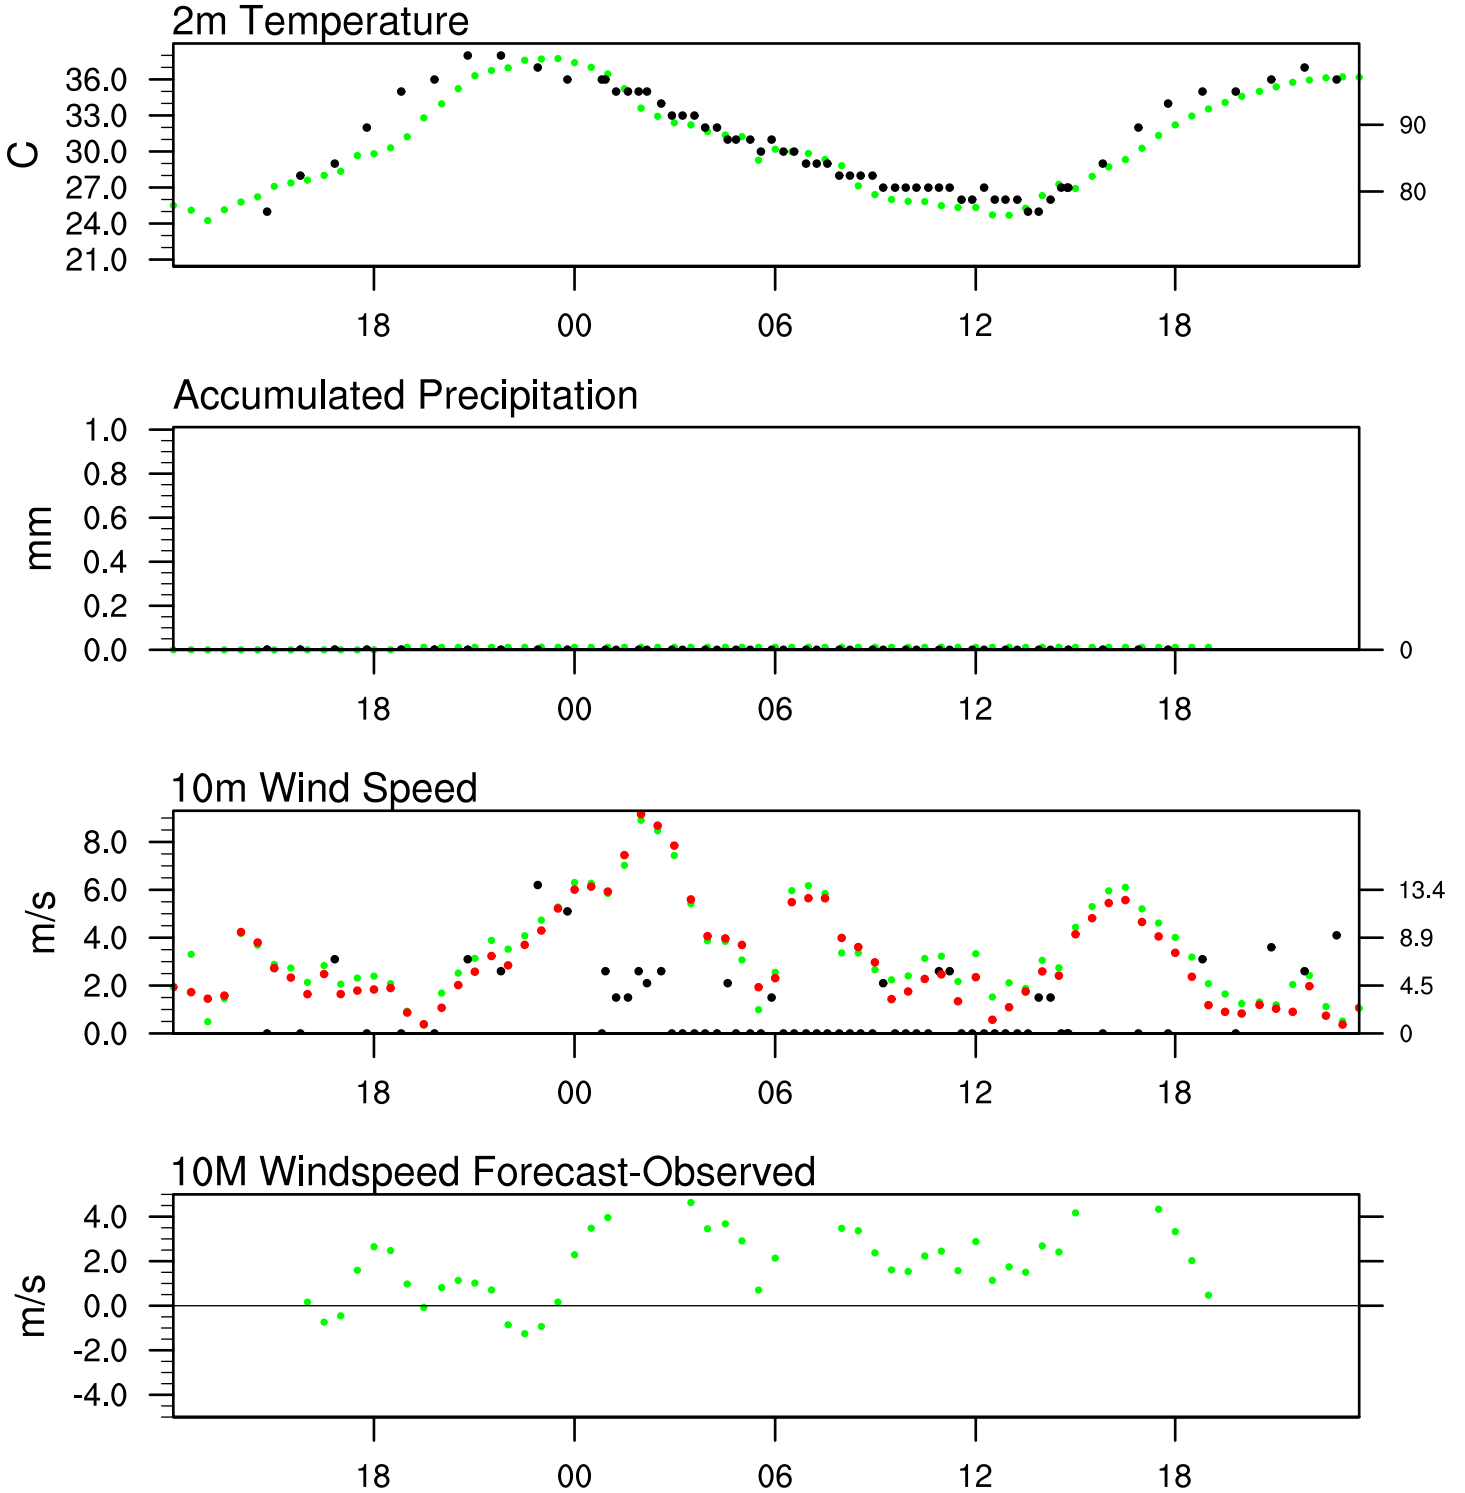 2m Temperature
36.0
33.0
30.0
27.0
24.0
21.0
C
90
80
18 00 06 12 18
Accumulated Precipitation
1.0
0.8
0.6
0.4
0.2
0.0
mm
0
18 00 06 12 18
10m Wind Speed
8.0
6.0
4.0
2.0
0.0
m/s
13.4
8.9
4.5
0
18 00 06 12 18
10M Windspeed Forecast-Observed
4.0
2.0
0.0
-2.0
-4.0
m/s
18 00 06 12 18